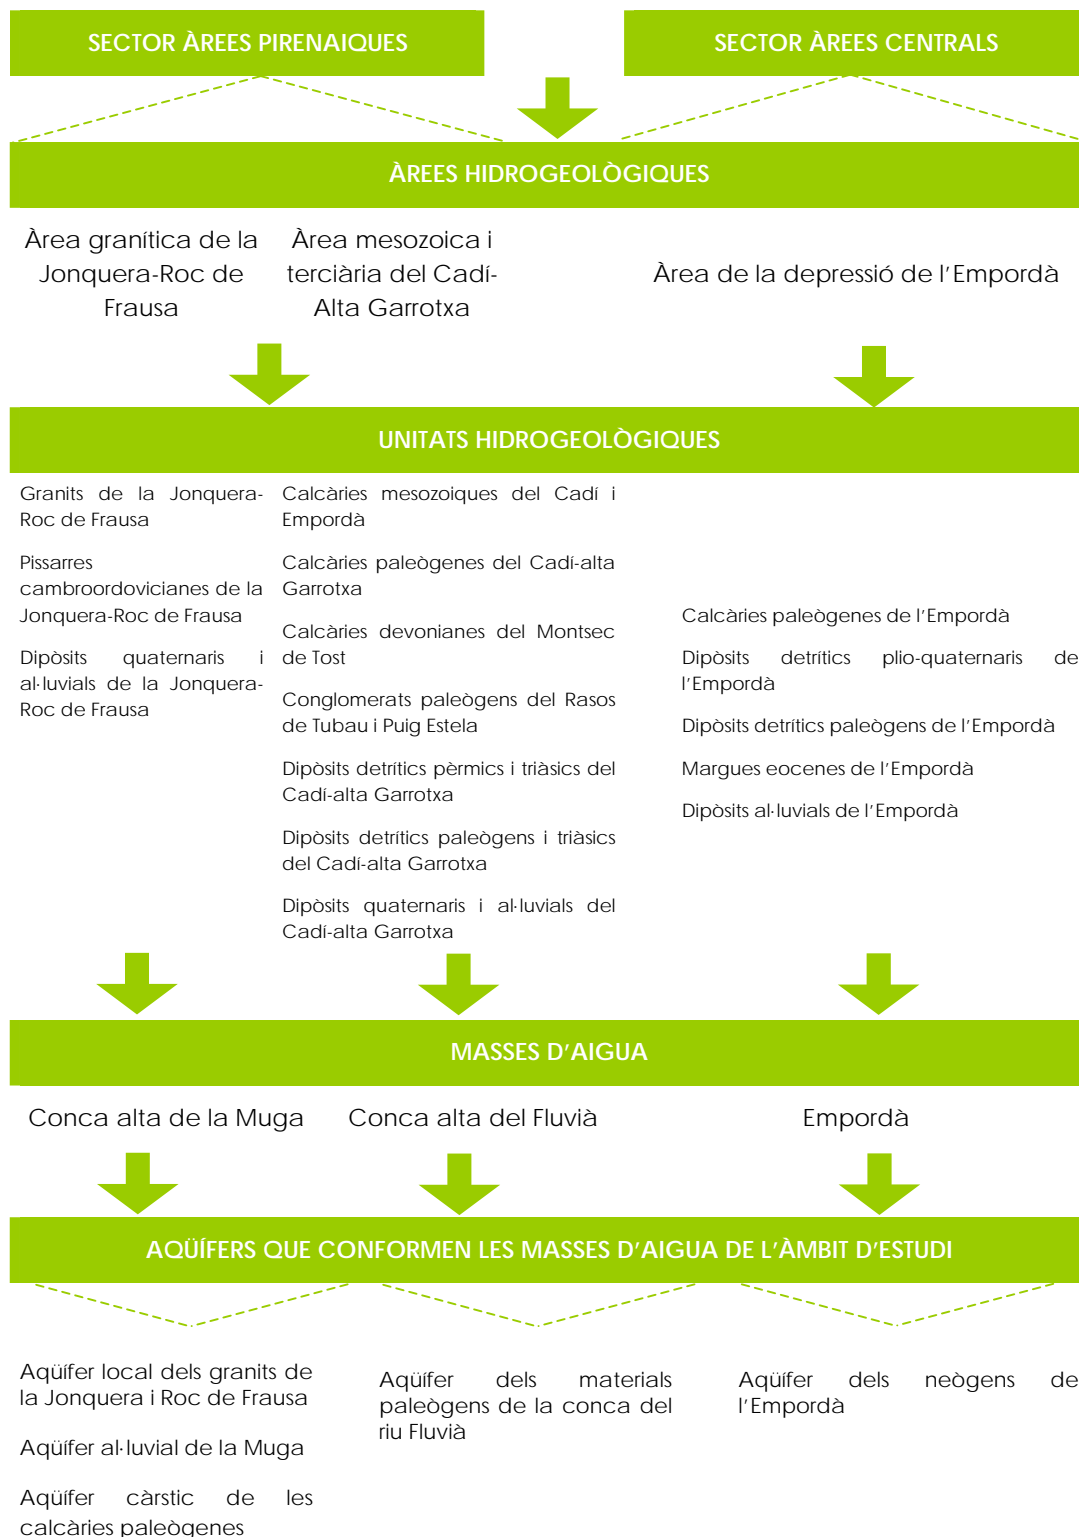 SECTOR ÀREES PIRENAIQUES
SECTOR ÀREES CENTRALS
ÀREES HIDROGEOLÒGIQUES
Àrea granítica de la
Jonquera-Roc de
Frausa
Àrea mesozoica i
terciària del Cadí-
Alta Garrotxa
Àrea de la depressió de l'Empordà
UNITATS HIDROGEOLÒGIQUES
Granits de la Jonquera-
Roc de Frausa
Pissarres
cambroordovicianes de la
Jonquera-Roc de Frausa
Dipòsits quaternaris i
al·luvials de la Jonquera-
Roc de Frausa
Calcàries mesozoiques del Cadí i
Empordà
Calcàries paleògenes del Cadí-alta
Garrotxa
Calcàries devonianes del Montsec
de Tost
Conglomerats paleògens del Rasos
de Tubau i Puig Estela
Dipòsits detrítics pèrmics i triàsics del
Cadí-alta Garrotxa
Dipòsits detrítics paleògens i triàsics
del Cadí-alta Garrotxa
Dipòsits quaternaris i al·luvials del
Cadí-alta Garrotxa
Calcàries paleògenes de l'Empordà
Dipòsits detrítics plio-quaternaris de
l'Empordà
Dipòsits detrítics paleògens de l'Empordà
Margues eocenes de l'Empordà
Dipòsits al·luvials de l'Empordà
MASSES D'AIGUA
Conca alta de la Muga
Conca alta del Fluvià
Empordà
AQÜÍFERS QUE CONFORMEN LES MASSES D'AIGUA DE L'ÀMBIT D'ESTUDI
Aqüífer local dels granits de
la Jonquera i Roc de Frausa
Aqüífer al·luvial de la Muga
Aqüífer càrstic de les
calcàries paleògenes
Aqüífer dels materials
paleògens de la conca del
riu Fluvià
Aqüífer dels neògens de
l'Empordà